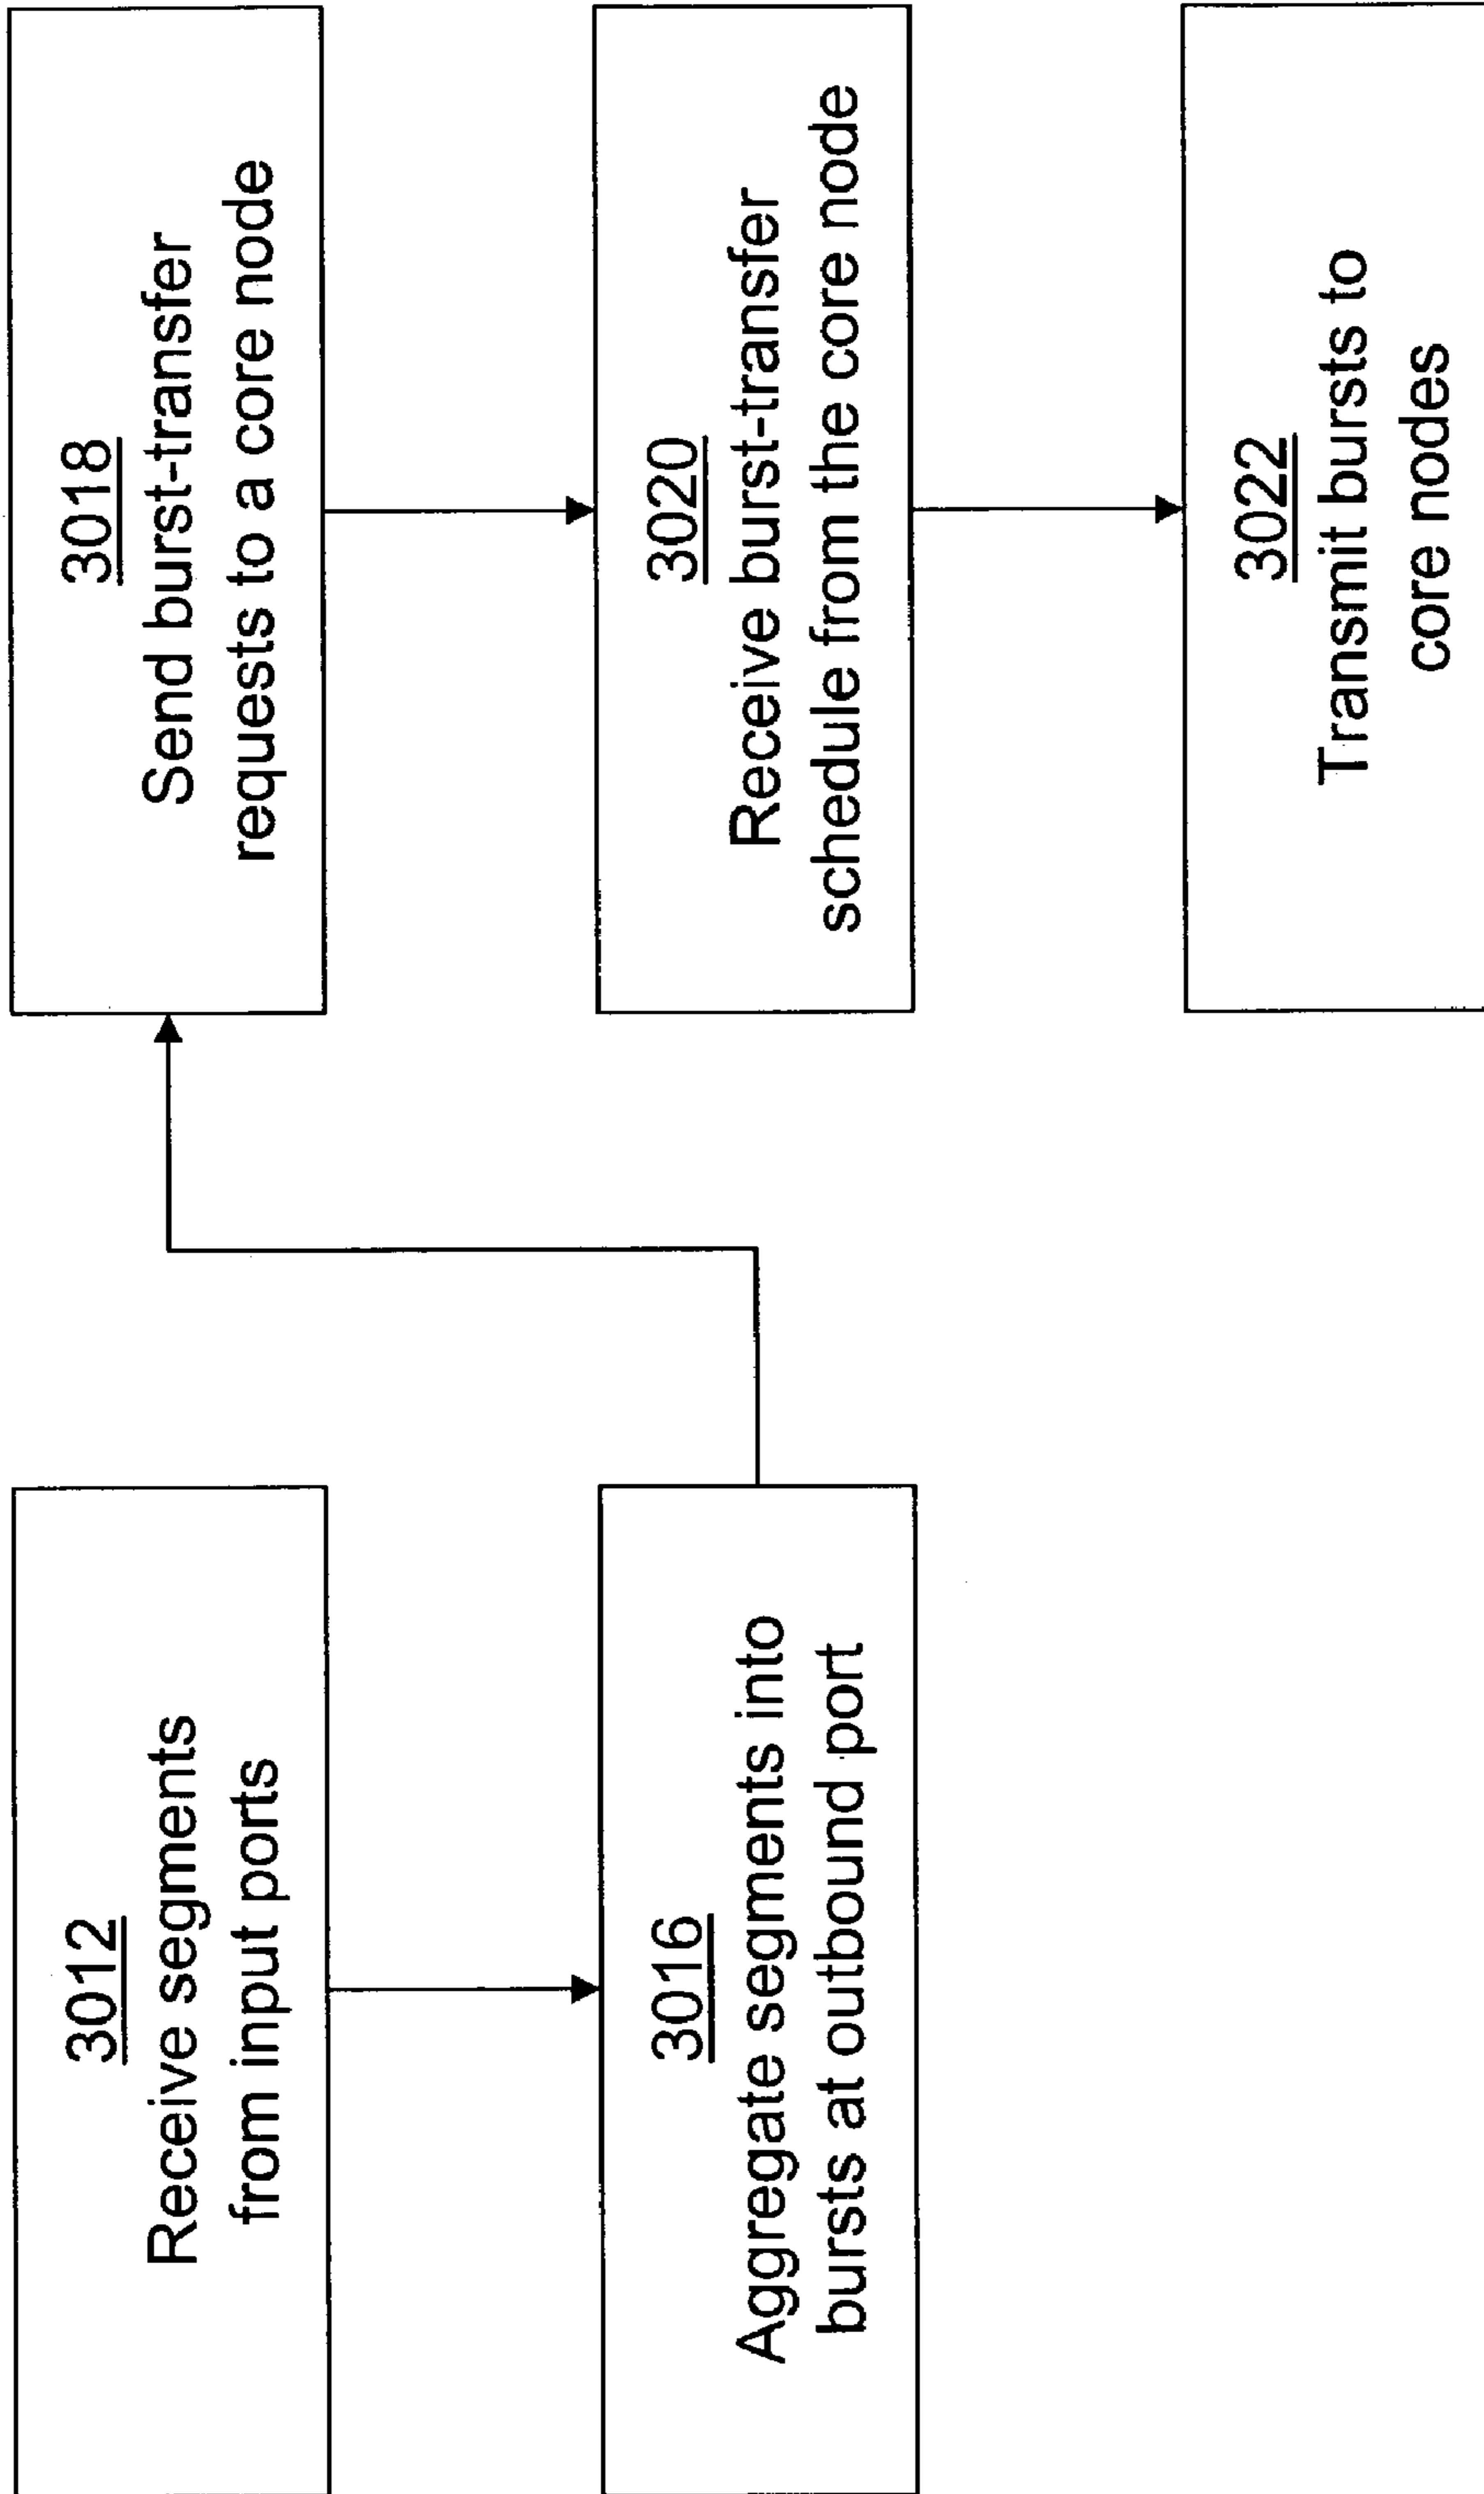 3012
Receive segments
from input ports
3016
Aggregate segments into
bursts at outbound port
3018
Send burst-transfer
requests to a core node
3020
Receive burst-transfer
schedule from the core node
3022
Transmit bursts to
core nodes